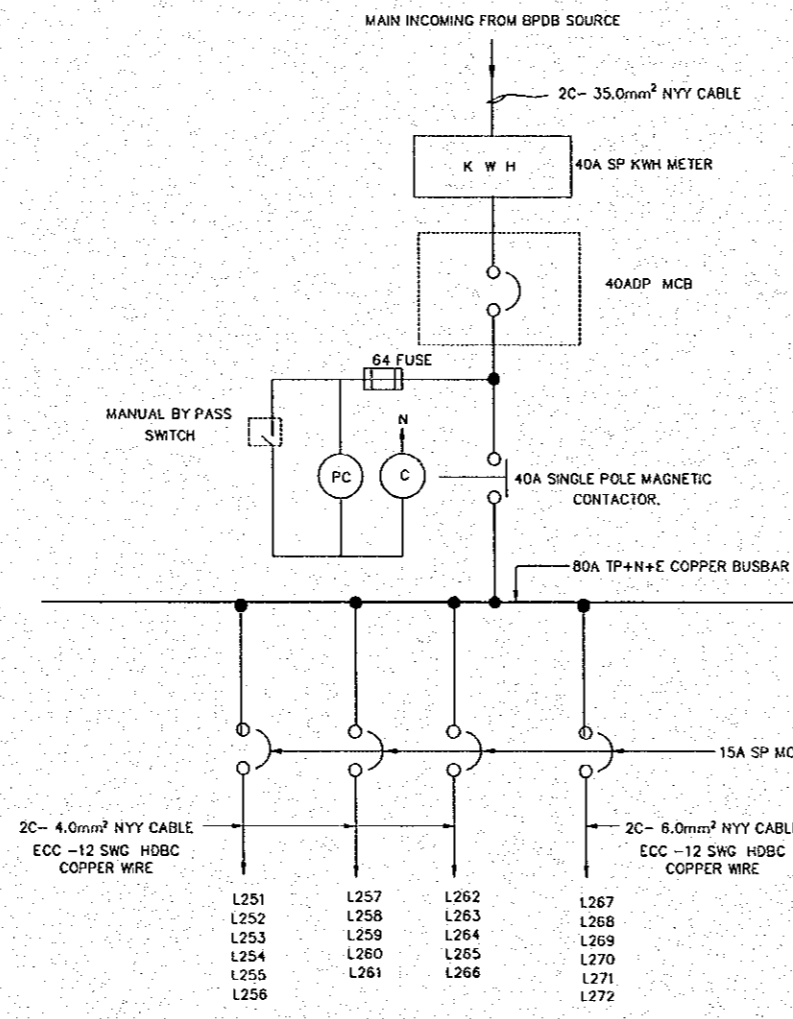 MAIN INCOMING FROM BPDB SOURCE
2C- 35.0mm² NYY CABLE
K W H
40A SP KWH METER
40ADP MCB
64 FUSE
MANUAL BY PASS
SWITCH
N
PC
C
40A SINGLE POLE MAGNETIC
CONTACTOR.
80A TP+N+E COPPER BUSBAR
15A SP MC
2C- 4.0mm² NYY CABLE
ECC -12 SWG HDBC
COPPER WIRE
2C- 6.0mm² NYY CABL
ECC -12 SWG HDBC
COPPER WIRE
L251
L252
L253
L254
L255
L256
L257
L258
L259
L260
L261
L262
L263
L264
L265
L266
L267
L268
L269
L270
L271
L272